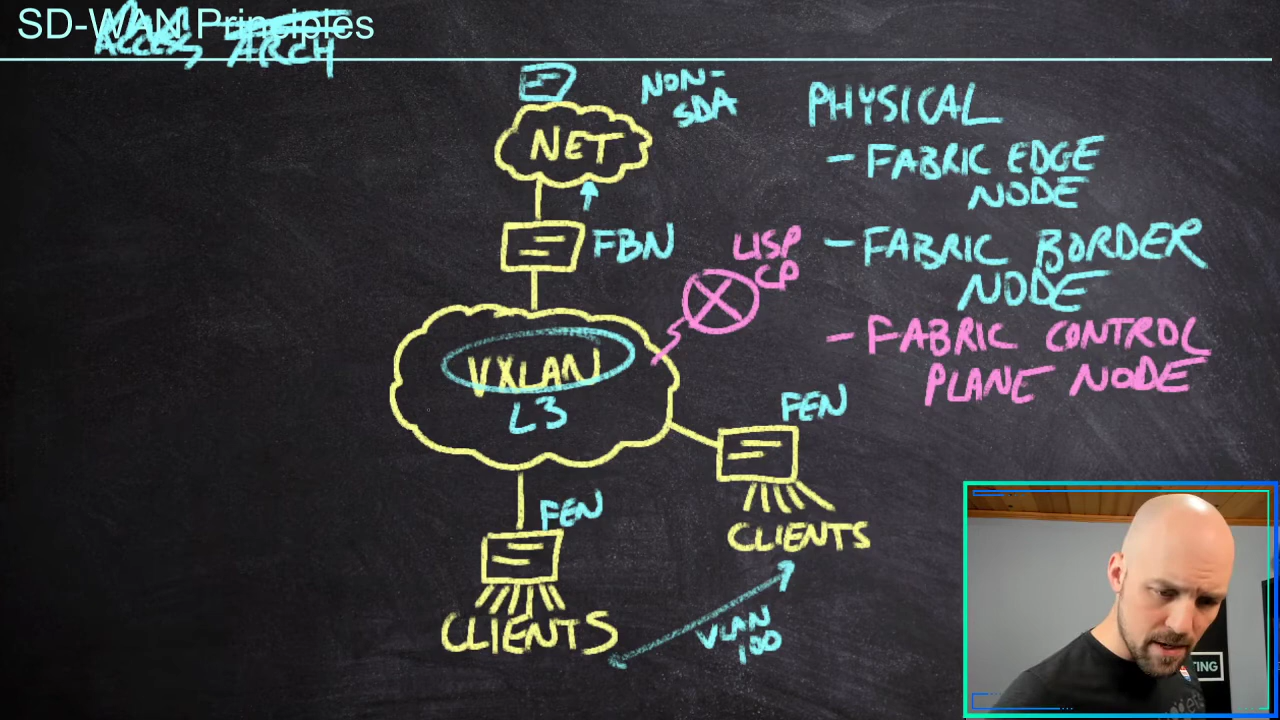 SD-WAN Principles
ACCESS ARCH
NON-
SDA
NET
FBN
LISP
CP
VXLAN
L3
FEN
CLIENTS
FEN
CLIENTS
VLAN
100
PHYSICAL
- FABRIC EDGE
NODE
- FABRIC BORDER
NODE
- FABRIC CONTROL
PLANE NODE
TING